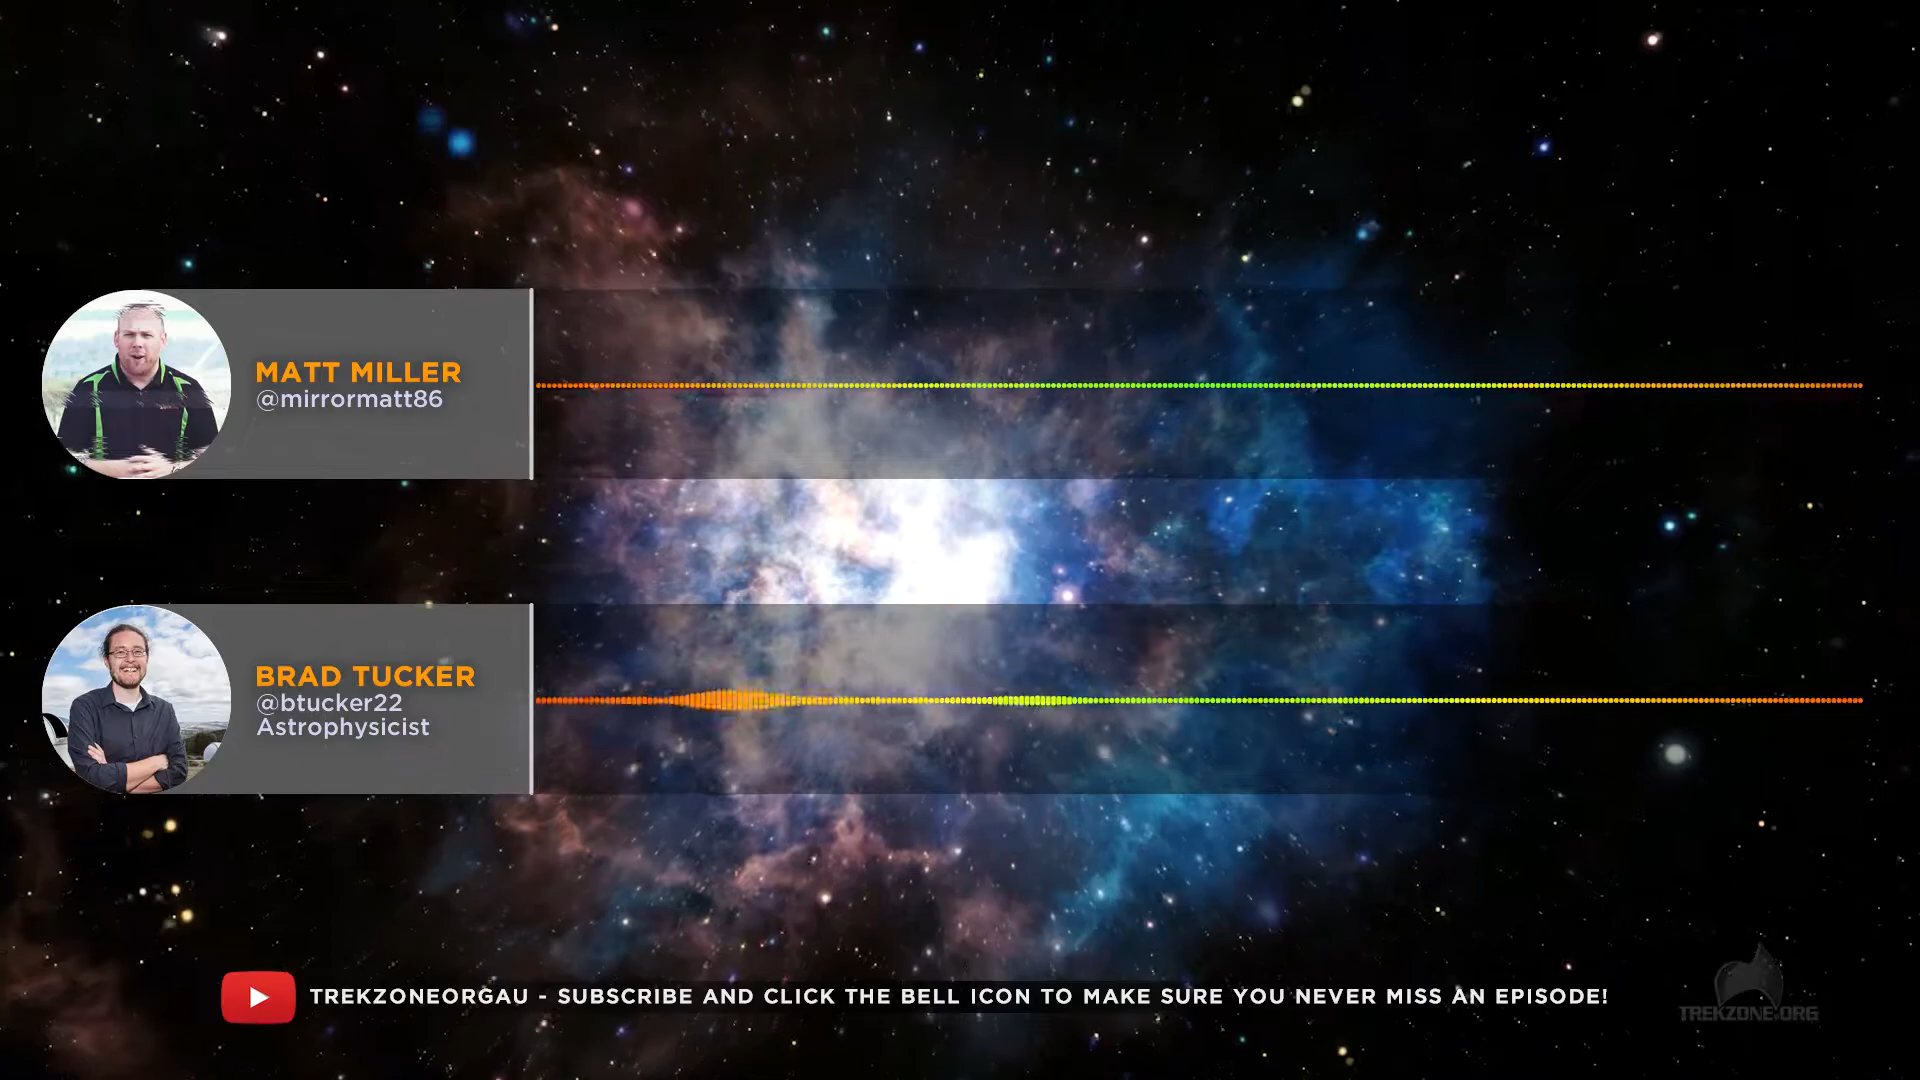 MATT MILLER
@mirrormatt86
BRAD TUCKER
@btucker22
Astrophysicist
TREKZONEORGAU - SUBSCRIBE AND CLICK THE BELL ICON TO MAKE SURE YOU NEVER MISS AN EPISODE!
TREKZONE.ORG